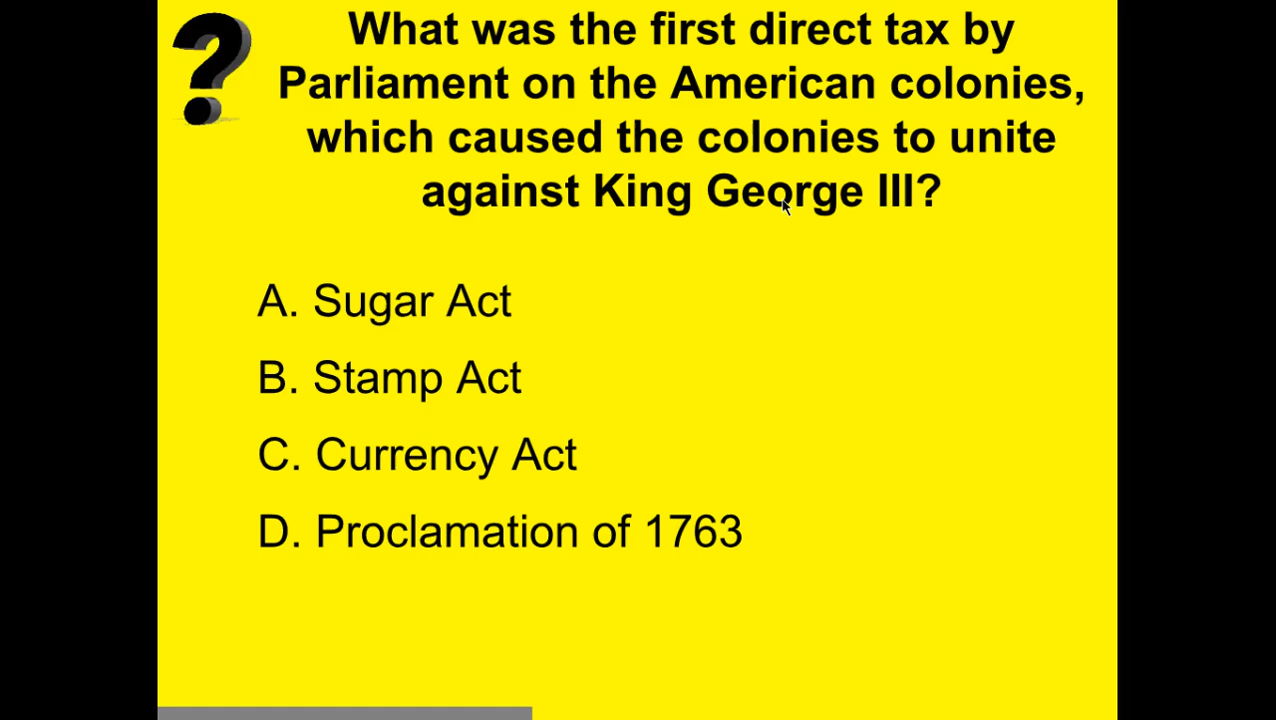 What was the first direct tax by
Parliament on the American colonies,
which caused the colonies to unite
against King George III?
A. Sugar Act
B. Stamp Act
C. Currency Act
D. Proclamation of 1763